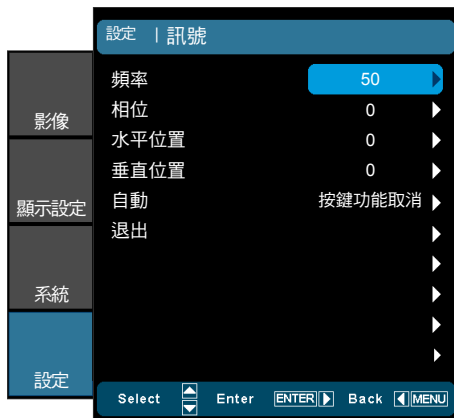 設定 | 訊號
影像
顯示設定
系統
設定
頻率 50
相位 0
水平位置 0
垂直位置 0
自動 按鍵功能取消
退出
Select Enter ENTER Back MENU